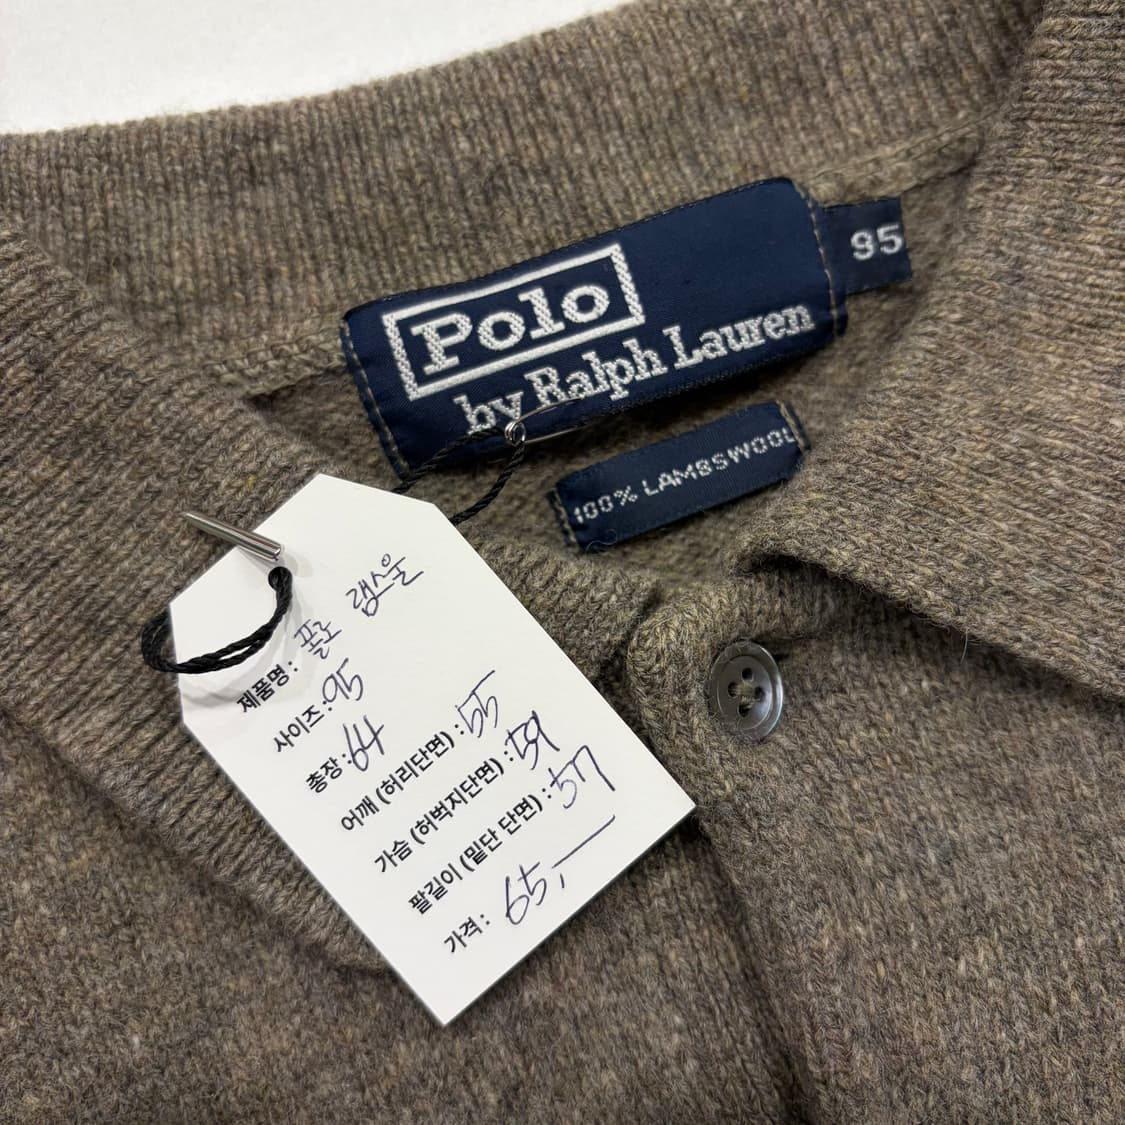 Polo
by Ralph Lauren
95
100% LAMBSWOOL
제품명 : 폴로 램스울
사이즈 : 95
총장 : 64
어깨 (허리단면) : 55
가슴 (허벅지단면) : 59
팔길이 (밑단 단면) : 57
가격 : 65,—